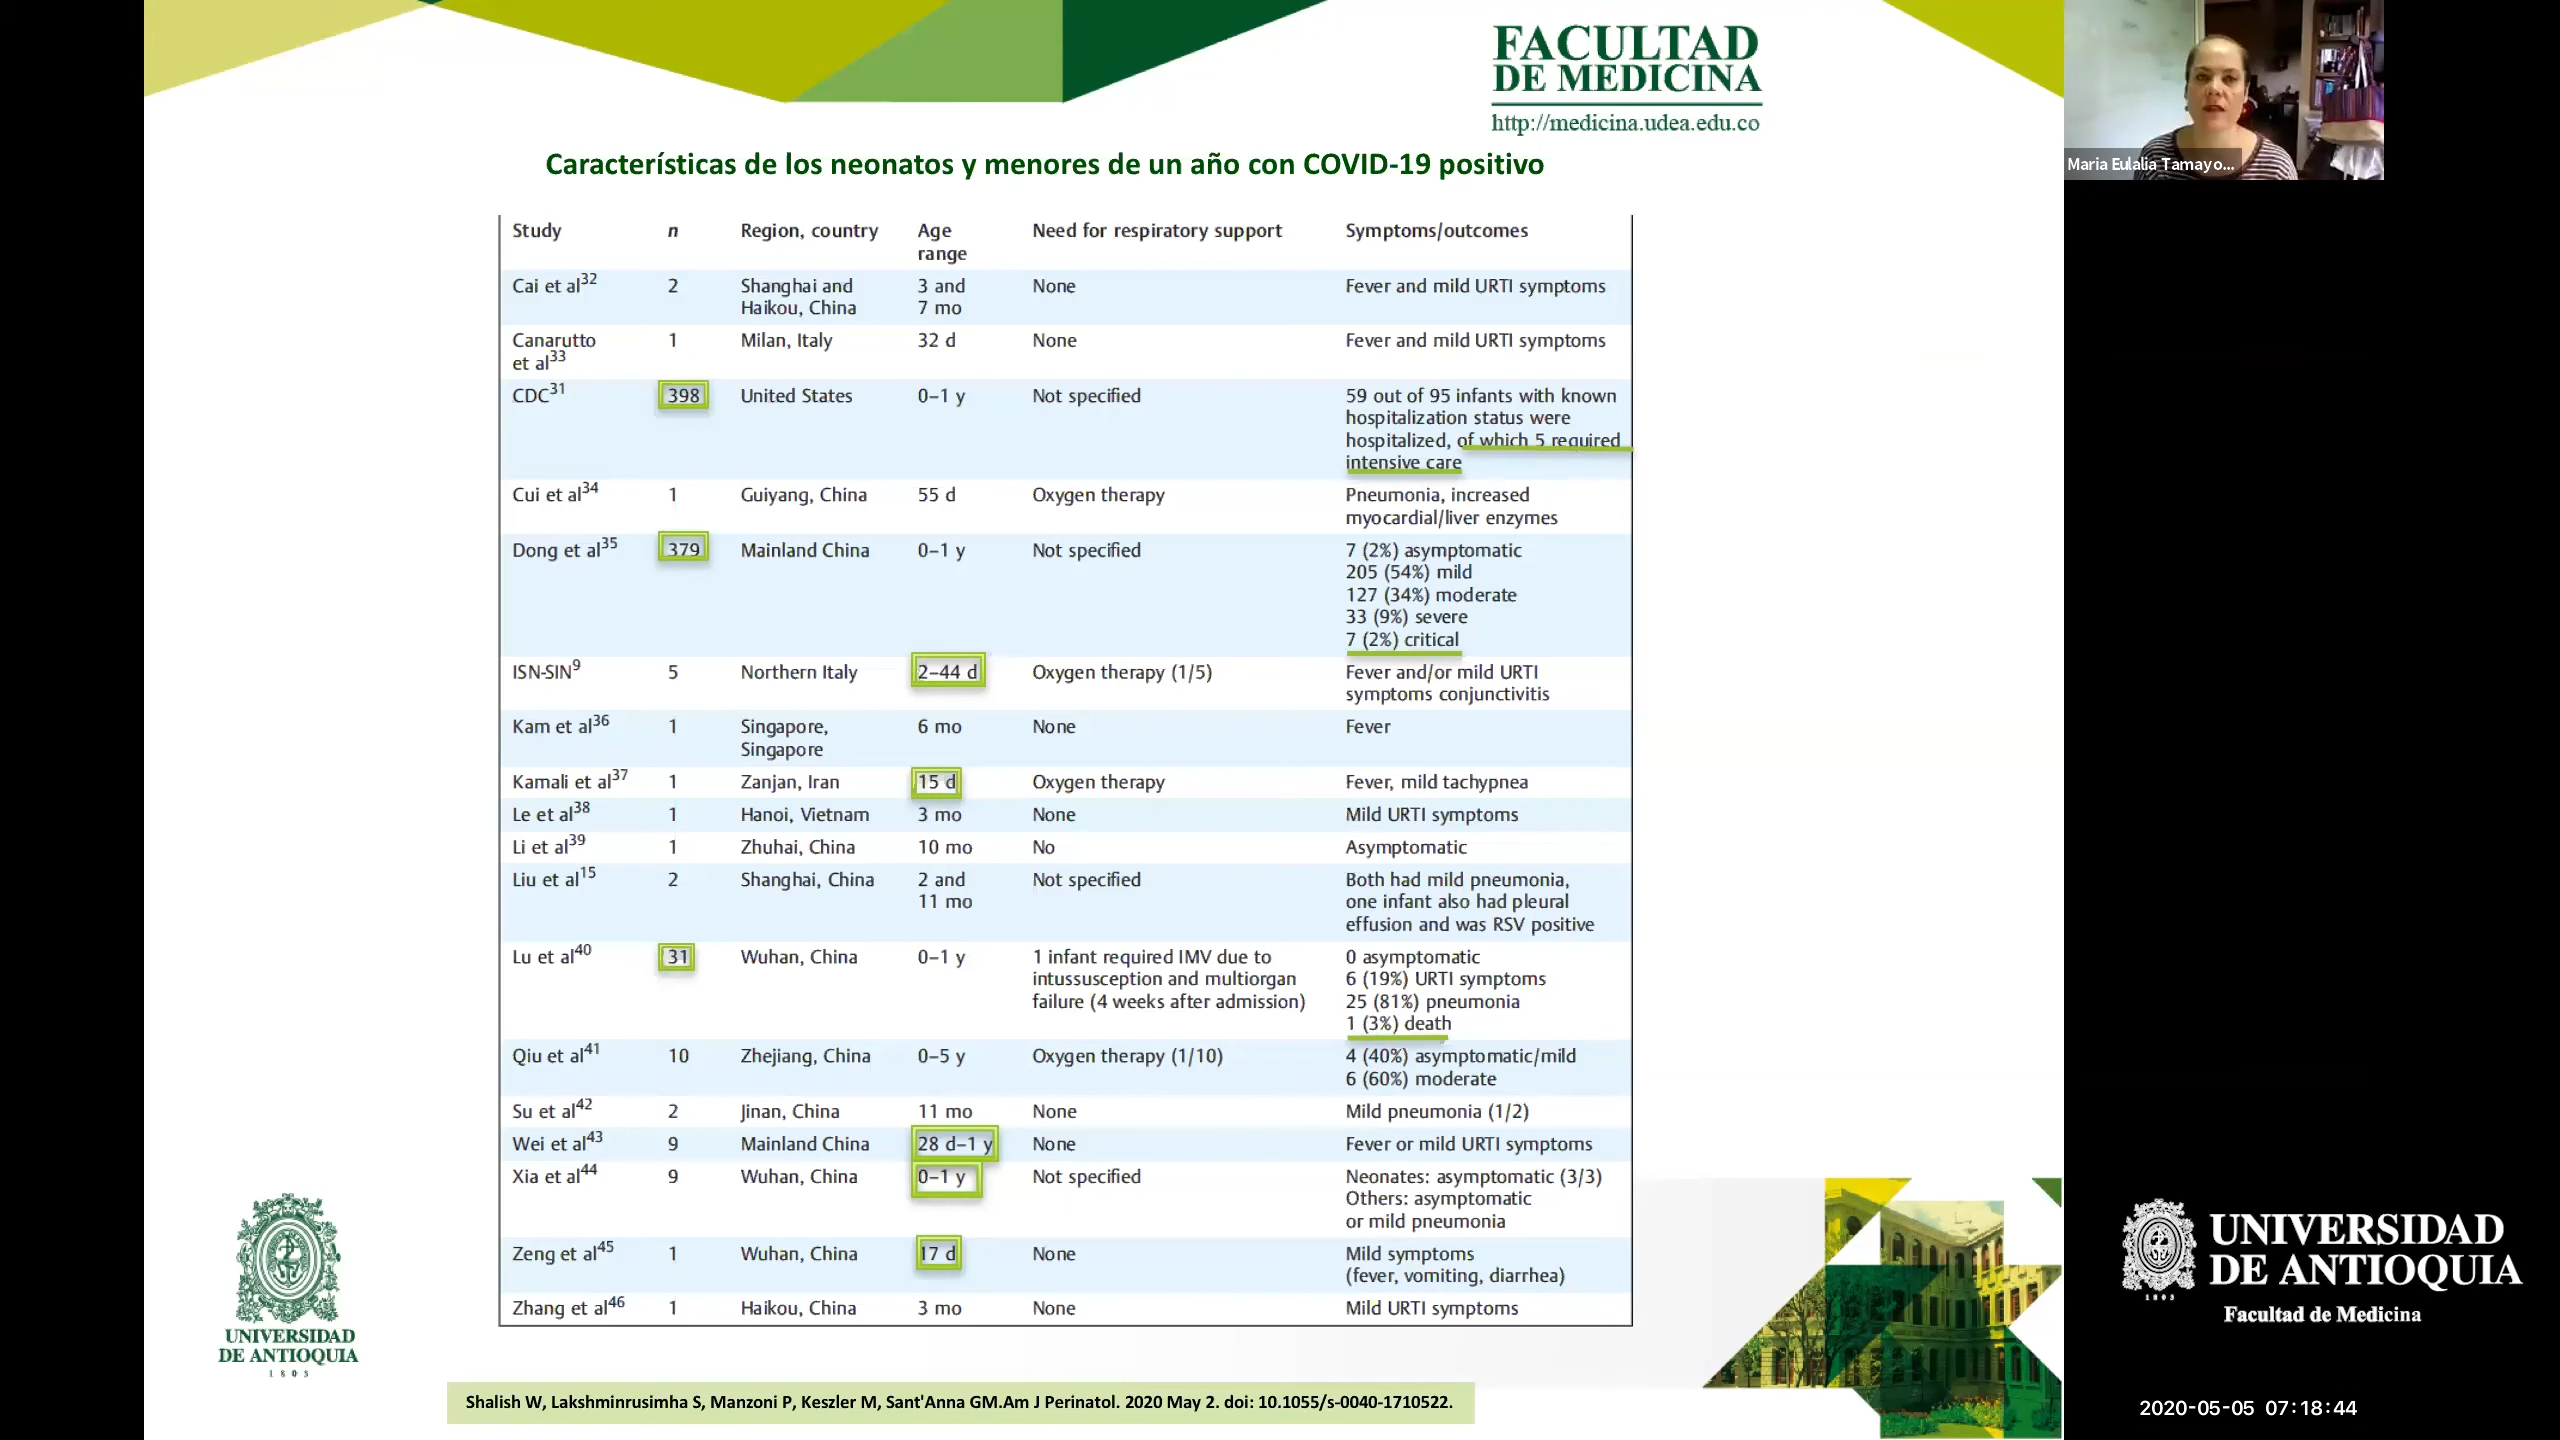 FACULTAD
DE MEDICINA
http://medicina.udea.edu.co
Maria Eulalia Tamayo...
Características de los neonatos y menores de un año con COVID-19 positivo
Study n Region, country Age range Need for respiratory support Symptoms/outcomes
Cai et al32 2 Shanghai and Haikou, China 3 and 7 mo None Fever and mild URTI symptoms
Canarutto et al33 1 Milan, Italy 32 d None Fever and mild URTI symptoms
CDC31 398 United States 0–1 y Not specified 59 out of 95 infants with known hospitalization status were hospitalized, of which 5 required intensive care
Cui et al34 1 Guiyang, China 55 d Oxygen therapy Pneumonia, increased myocardial/liver enzymes
Dong et al35 379 Mainland China 0–1 y Not specified 7 (2%) asymptomatic
205 (54%) mild
127 (34%) moderate
33 (9%) severe
7 (2%) critical
ISN-SIN9 5 Northern Italy 2–44 d Oxygen therapy (1/5) Fever and/or mild URTI symptoms conjunctivitis
Kam et al36 1 Singapore, Singapore 6 mo None Fever
Kamali et al37 1 Zanjan, Iran 15 d Oxygen therapy Fever, mild tachypnea
Le et al38 1 Hanoi, Vietnam 3 mo None Mild URTI symptoms
Li et al39 1 Zhuhai, China 10 mo No Asymptomatic
Liu et al15 2 Shanghai, China 2 and 11 mo Not specified Both had mild pneumonia, one infant also had pleural effusion and was RSV positive
Lu et al40 31 Wuhan, China 0–1 y 1 infant required IMV due to intussusception and multiorgan failure (4 weeks after admission) 0 asymptomatic
6 (19%) URTI symptoms
25 (81%) pneumonia
1 (3%) death
Qiu et al41 10 Zhejiang, China 0–5 y Oxygen therapy (1/10) 4 (40%) asymptomatic/mild
6 (60%) moderate
Su et al42 2 Jinan, China 11 mo None Mild pneumonia (1/2)
Wei et al43 9 Mainland China 28 d–1 y None Fever or mild URTI symptoms
Xia et al44 9 Wuhan, China 0–1 y Not specified Neonates: asymptomatic (3/3)
Others: asymptomatic or mild pneumonia
Zeng et al45 1 Wuhan, China 17 d None Mild symptoms (fever, vomiting, diarrhea)
Zhang et al46 1 Haikou, China 3 mo None Mild URTI symptoms
UNIVERSIDAD
DE ANTIOQUIA
1803
Shalish W, Lakshminrusimha S, Manzoni P, Keszler M, Sant'Anna GM.Am J Perinatol. 2020 May 2. doi: 10.1055/s-0040-1710522.
UNIVERSIDAD
DE ANTIOQUIA
1803
Facultad de Medicina
2020-05-05 07:18:44